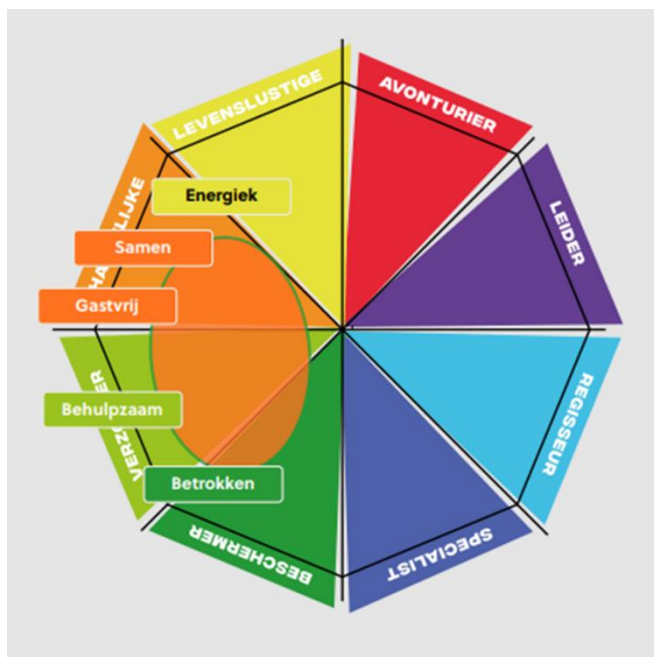 LEVENSLUSTIGE
AVONTURIER
LEIDER
REGISSEUR
SPECIALIST
BESCHERMER
Energiek
Samen
Gastvrij
Behulpzaam
Betrokken